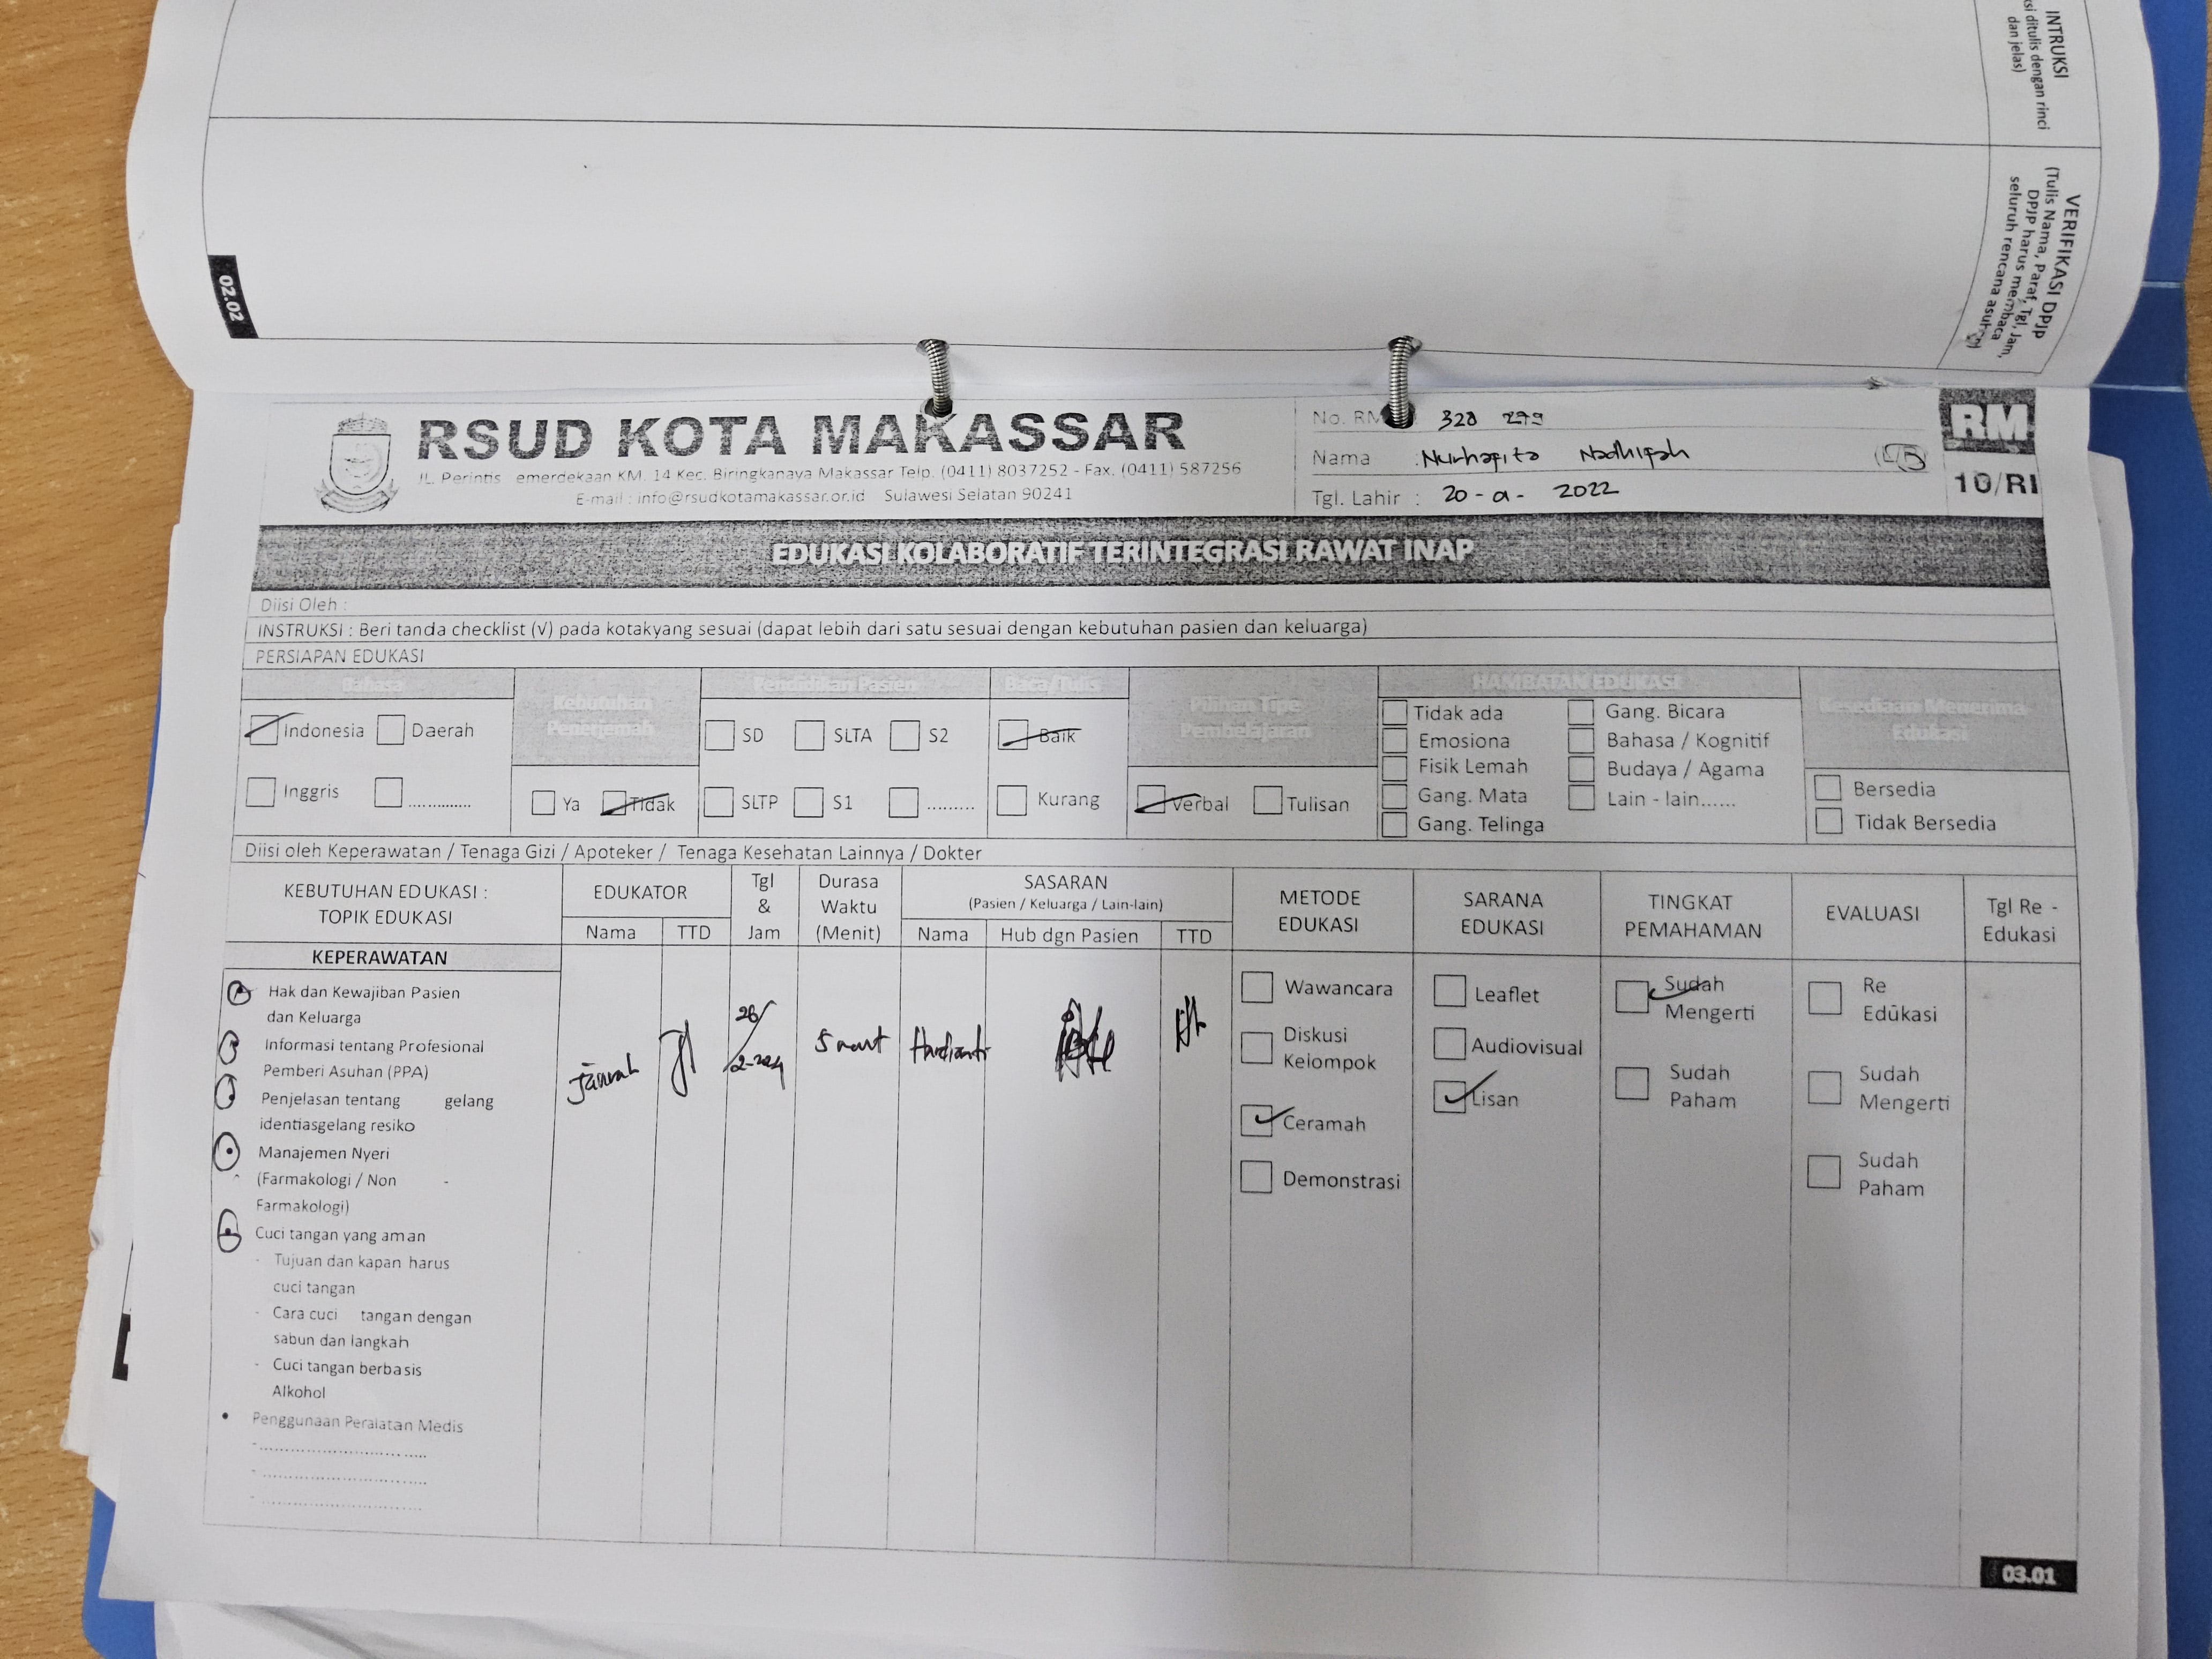 INTRUKSI
si ditulis dengan rinci
dan jelas)
VERIFIKASI DPJP
(Tulis Nama, Paraf, Tgl, Jam,
DPJP harus membaca
seluruh rencana asuhan)
02.02
RSUD KOTA MAKASSAR
JL. Perintis emerdekaan KM. 14 Kec. Biringkanaya Makassar Telp. (0411) 8037252 - Fax. (0411) 587256
E-mail : info@rsudkotamakassar.or.id Sulawesi Selatan 90241
No. RM 328 279
Nama : Nurhafita Nadhifah
Tgl. Lahir : 20 - 01 - 2022
RM
10/RI
EDUKASI KOLABORATIF TERINTEGRASI RAWAT INAP
Diisi Oleh :
INSTRUKSI : Beri tanda checklist (√) pada kotakyang sesuai (dapat lebih dari satu sesuai dengan kebutuhan pasien dan keluarga)
PERSIAPAN EDUKASI
Bahasa
Indonesia Daerah
Inggris ..............
Kebutuhan
Penerjemah
Ya Tidak
Pendidikan Pasien
SD SLTA S2
SLTP S1 .........
Baca/Tulis
Baik
Kurang
Pilihan Tipe
Pembelajaran
Verbal Tulisan
HAMBATAN EDUKASI
Tidak ada Gang. Bicara
Emosiona Bahasa / Kognitif
Fisik Lemah Budaya / Agama
Gang. Mata Lain - lain......
Gang. Telinga
Kesediaan Menerima
Edukasi
Bersedia
Tidak Bersedia
Diisi oleh Keperawatan / Tenaga Gizi / Apoteker / Tenaga Kesehatan Lainnya / Dokter
KEBUTUHAN EDUKASI :
TOPIK EDUKASI
EDUKATOR
Nama TTD
Tgl
&
Jam
Durasa
Waktu
(Menit)
SASARAN
(Pasien / Keluarga / Lain-lain)
Nama Hub dgn Pasien TTD
METODE
EDUKASI
SARANA
EDUKASI
TINGKAT
PEMAHAMAN
EVALUASI
Tgl Re -
Edukasi
KEPERAWATAN
Hak dan Kewajiban Pasien
dan Keluarga
Informasi tentang Profesional
Pemberi Asuhan (PPA)
Penjelasan tentang gelang
identiasgelang resiko
Manajemen Nyeri
(Farmakologi / Non -
Farmakologi)
Cuci tangan yang aman
- Tujuan dan kapan harus
cuci tangan
- Cara cuci tangan dengan
sabun dan langkah
- Cuci tangan berbasis
Alkohol
• Penggunaan Peralatan Medis
- ..................................
- ..................................
- ..................................
Jannah
26/
2-2024
5 menit
Hardianti
Wawancara
Diskusi
Kelompok
Ceramah
Demonstrasi
Leaflet
Audiovisual
Lisan
Sudah
Mengerti
Sudah
Paham
Re
Edukasi
Sudah
Mengerti
Sudah
Paham
03.01